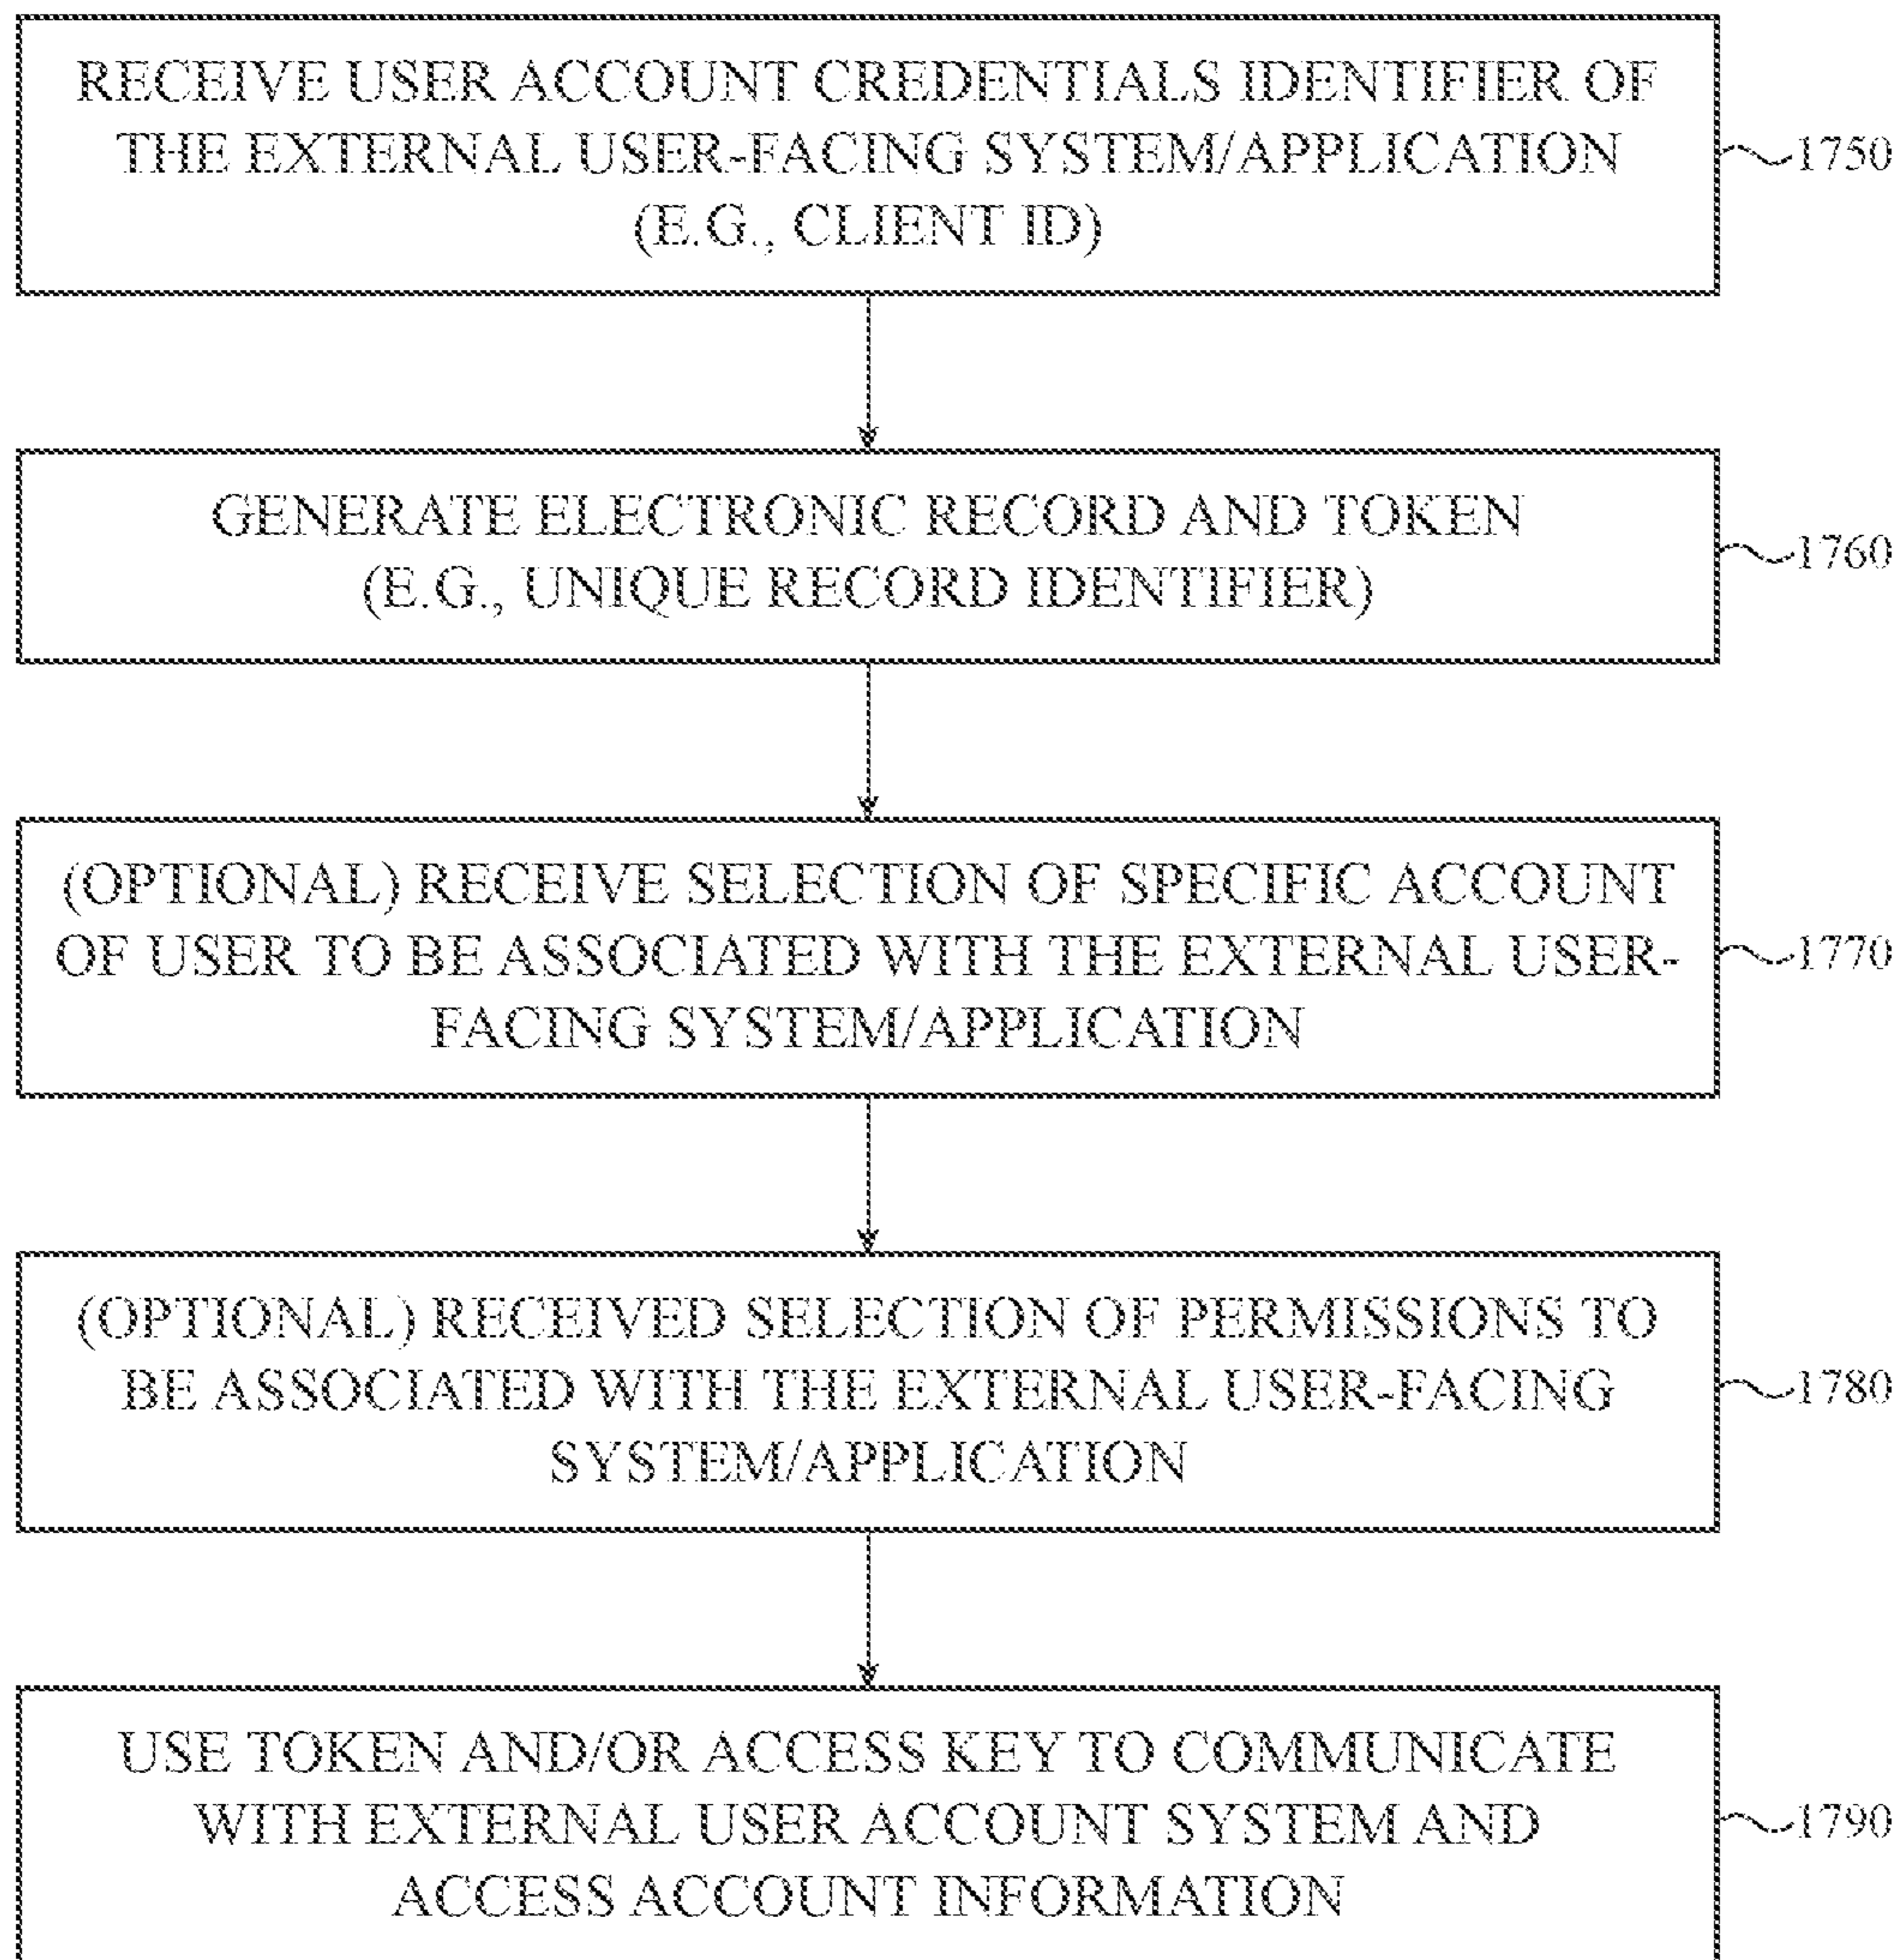 RECEIVE USER ACCOUNT CREDENTIALS IDENTIFIER OF
THE EXTERNAL USER-FACING SYSTEM/APPLICATION
(E.G., CLIENT ID)
1750
GENERATE ELECTRONIC RECORD AND TOKEN
(E.G., UNIQUE RECORD IDENTIFIER)
1760
(OPTIONAL) RECEIVE SELECTION OF SPECIFIC ACCOUNT
OF USER TO BE ASSOCIATED WITH THE EXTERNAL USER-
FACING SYSTEM/APPLICATION
1770
(OPTIONAL) RECEIVED SELECTION OF PERMISSIONS TO
BE ASSOCIATED WITH THE EXTERNAL USER-FACING
SYSTEM/APPLICATION
1780
USE TOKEN AND/OR ACCESS KEY TO COMMUNICATE
WITH EXTERNAL USER ACCOUNT SYSTEM AND
ACCESS ACCOUNT INFORMATION
1790